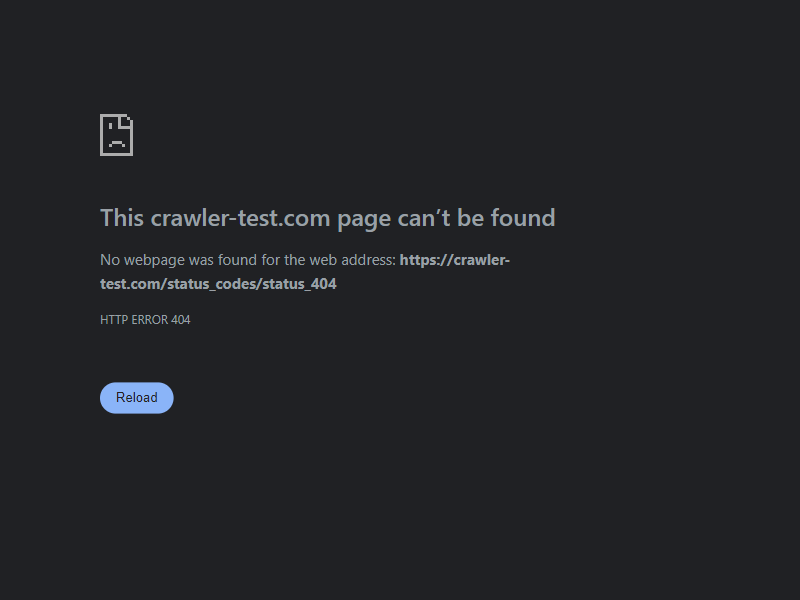 This crawler-test.com page can’t be found
No webpage was found for the web address: https://crawler-
test.com/status_codes/status_404
HTTP ERROR 404
Reload